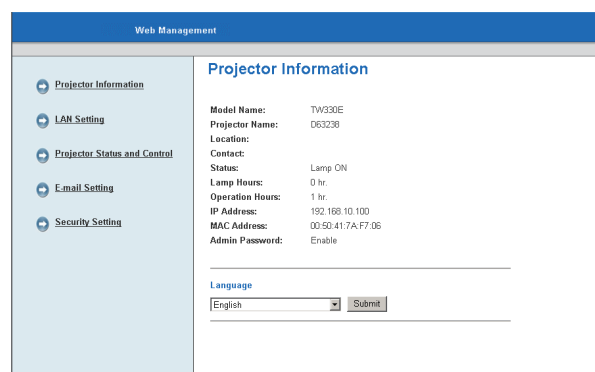 Web Management
Projector Information
LAN Setting
Projector Status and Control
E-mail Setting
Security Setting
Projector Information
Model Name: TW330E
Projector Name: D63238
Location:
Contact:
Status: Lamp ON
Lamp Hours: 0 hr.
Operation Hours: 1 hr.
IP Address: 192.168.10.100
MAC Address: 00:50:41:7A:F7:06
Admin Password: Enable
Language
English
Submit